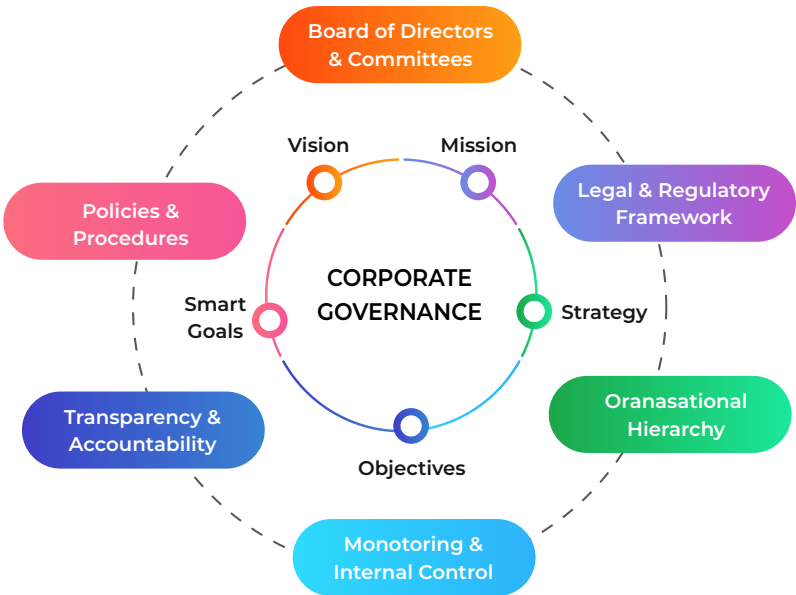 Board of Directors
& Committees
Vision
Mission
Legal & Regulatory
Framework
Policies &
Procedures
CORPORATE
GOVERNANCE
Smart
Goals
Strategy
Transparency &
Accountability
Oranasational
Hierarchy
Objectives
Monotoring &
Internal Control